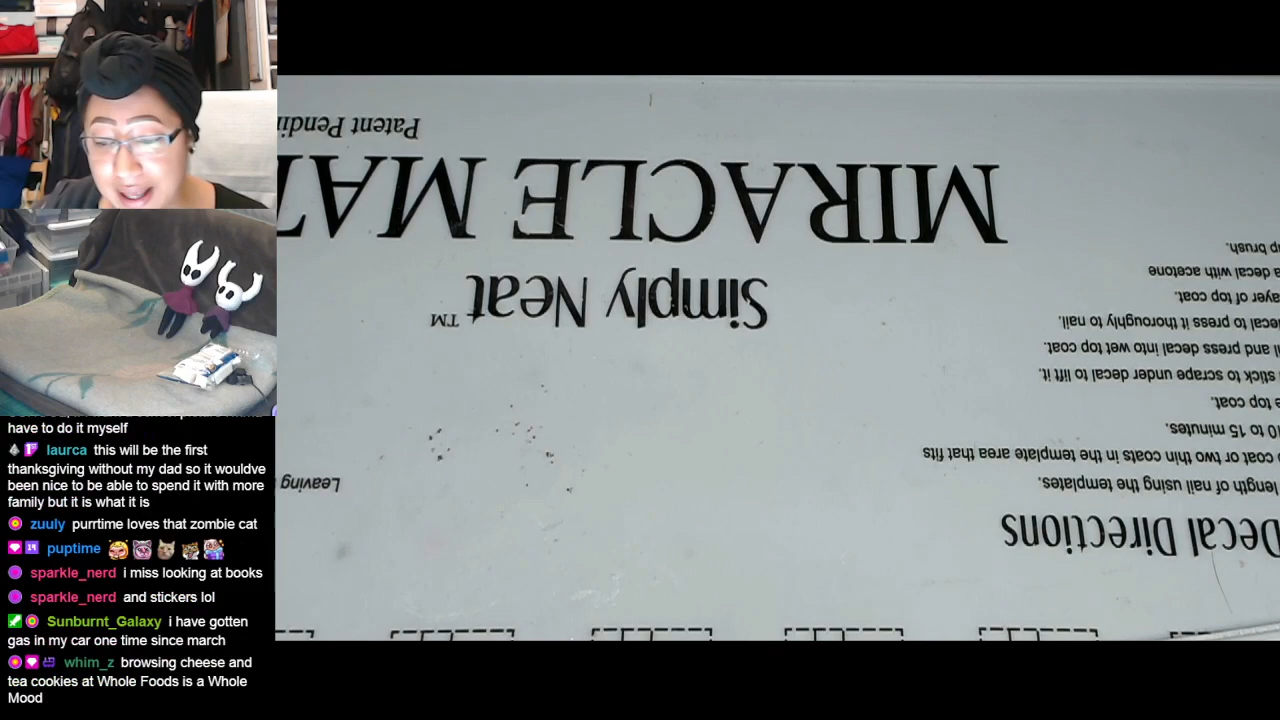 have to do it myself
laurca this will be the first
thanksgiving without my dad so it wouldve
been nice to be able to spend it with more
family but it is what it is
zuuly purrtime loves that zombie cat
puptime
sparkle_nerd i miss looking at books
sparkle_nerd and stickers lol
Sunburnt_Galaxy i have gotten
gas in my car one time since march
whim_z browsing cheese and
tea cookies at Whole Foods is a Whole
Mood
Decal Directions
length of nail using the templates.
coat or two thin coats in the template area that fits
10 to 15 minutes.
top coat.
stick to scrape under decal to lift it.
and press decal into wet top coat.
decal to press it thoroughly to nail.
layer of top coat.
decal with acetone
brush.
Leaving
Simply Neat™
MIRACLE MAT
Patent